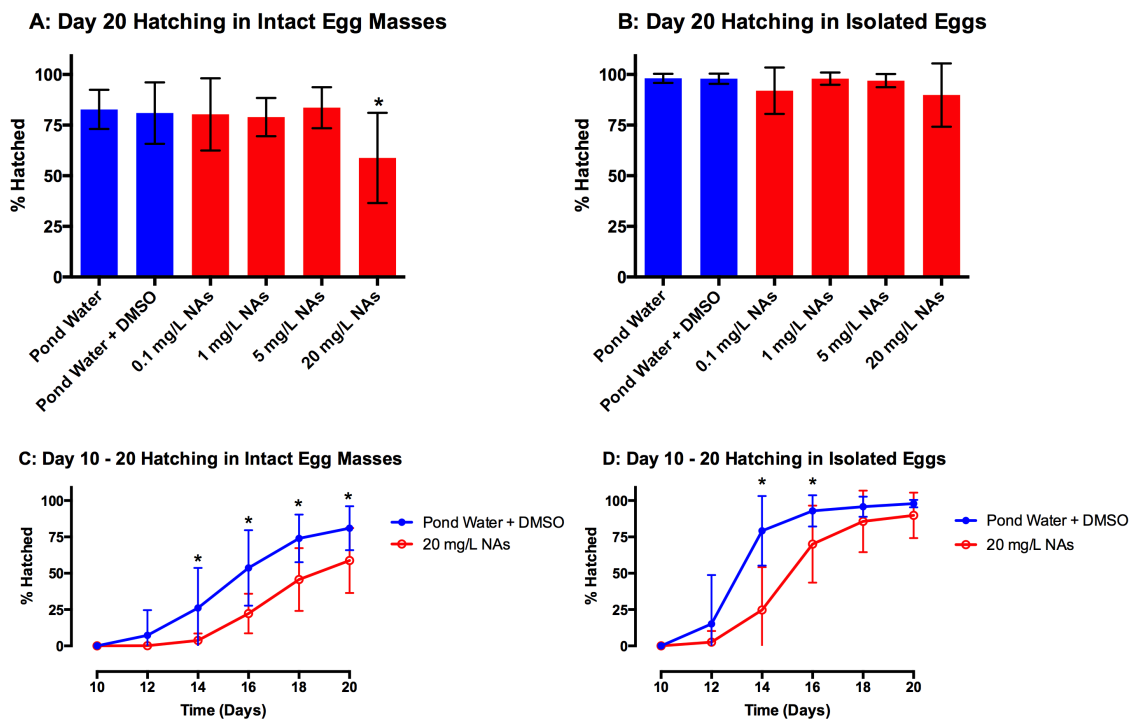 A: Day 20 Hatching in Intact Egg Masses
% Hatched
100
75
50
25
0
*
Pond Water
Pond Water + DMSO
0.1 mg/L NAs
1 mg/L NAs
5 mg/L NAs
20 mg/L NAs
B: Day 20 Hatching in Isolated Eggs
% Hatched
100
75
50
25
0
Pond Water
Pond Water + DMSO
0.1 mg/L NAs
1 mg/L NAs
5 mg/L NAs
20 mg/L NAs
C: Day 10 - 20 Hatching in Intact Egg Masses
% Hatched
100
75
50
25
0
* * * *
Pond Water + DMSO
20 mg/L NAs
10 12 14 16 18 20
Time (Days)
D: Day 10 - 20 Hatching in Isolated Eggs
% Hatched
100
75
50
25
0
* *
Pond Water + DMSO
20 mg/L NAs
10 12 14 16 18 20
Time (Days)